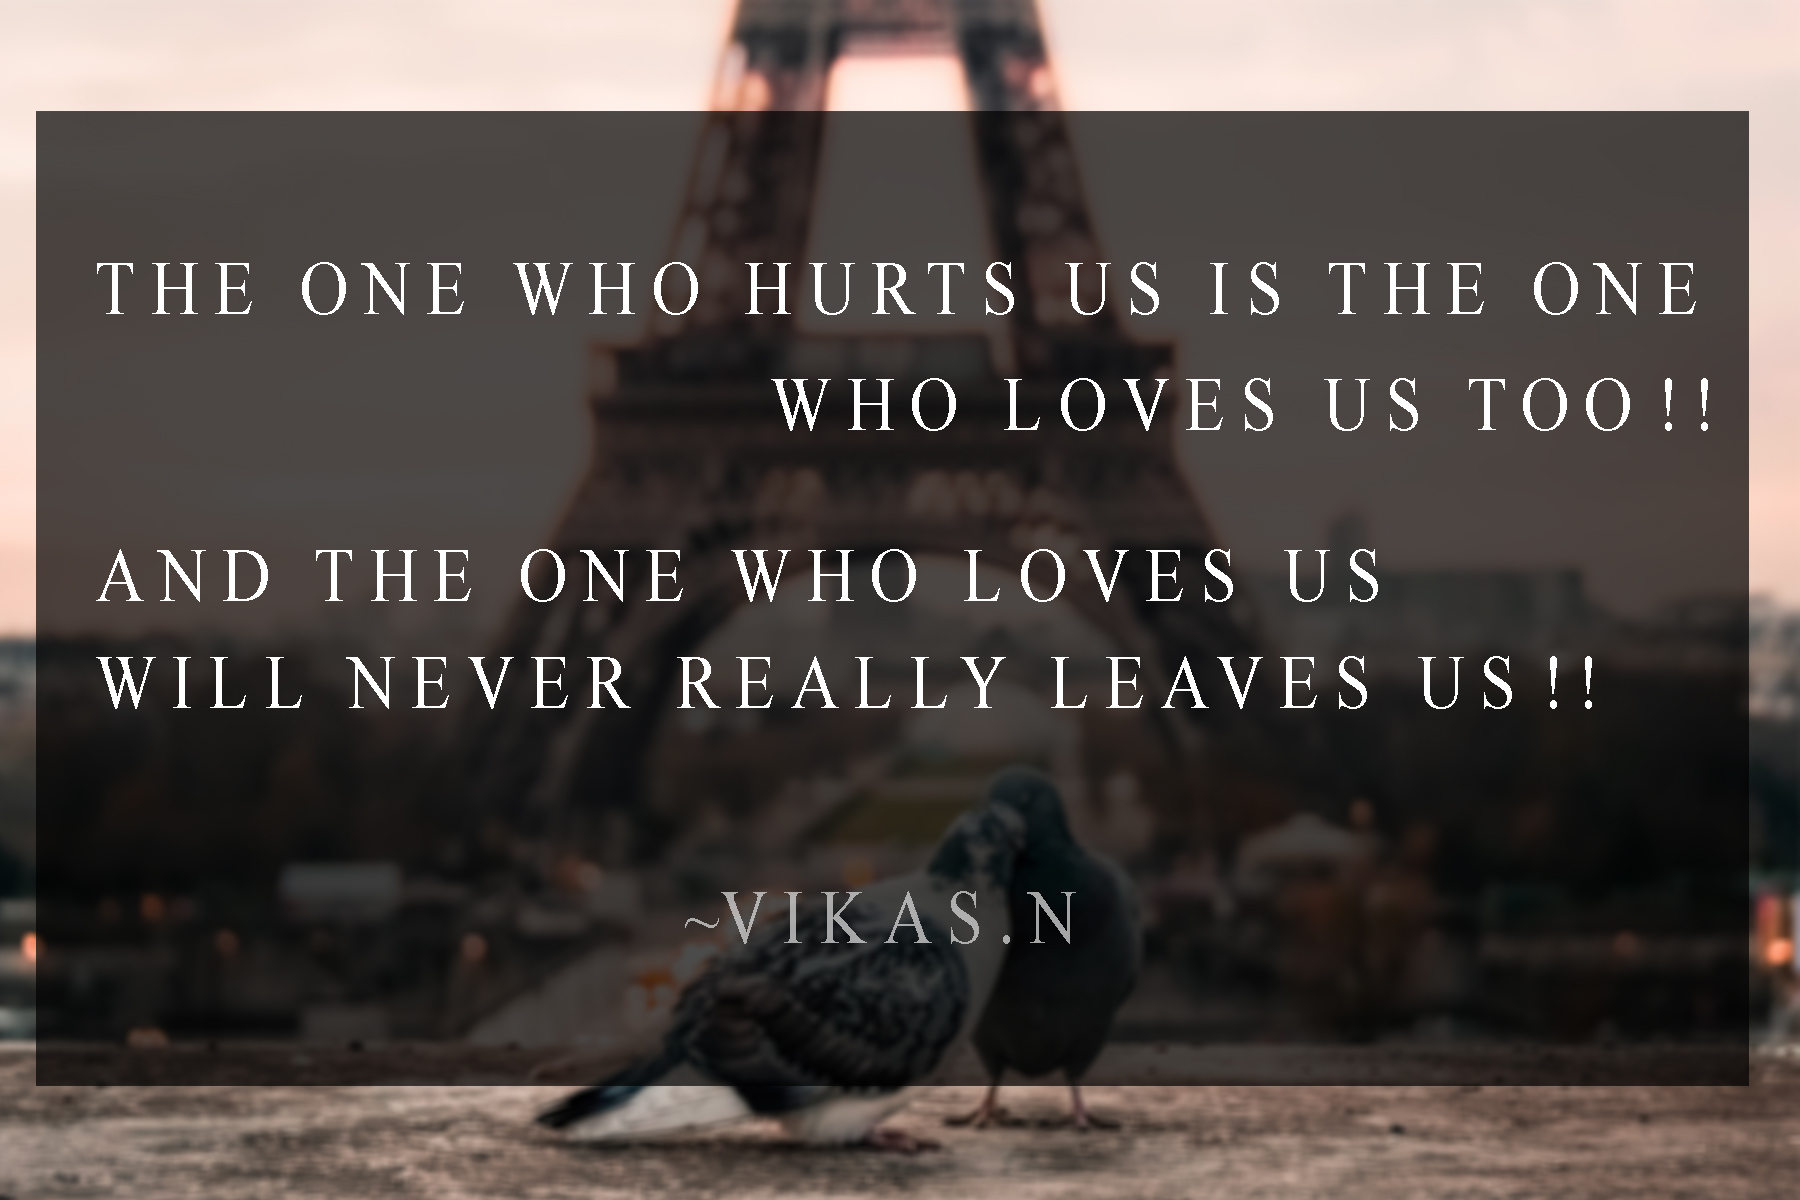 THE ONE WHO HURTS US IS THE ONE
WHO LOVES US TOO!!
AND THE ONE WHO LOVES US
WILL NEVER REALLY LEAVES US!!
~VIKAS.N